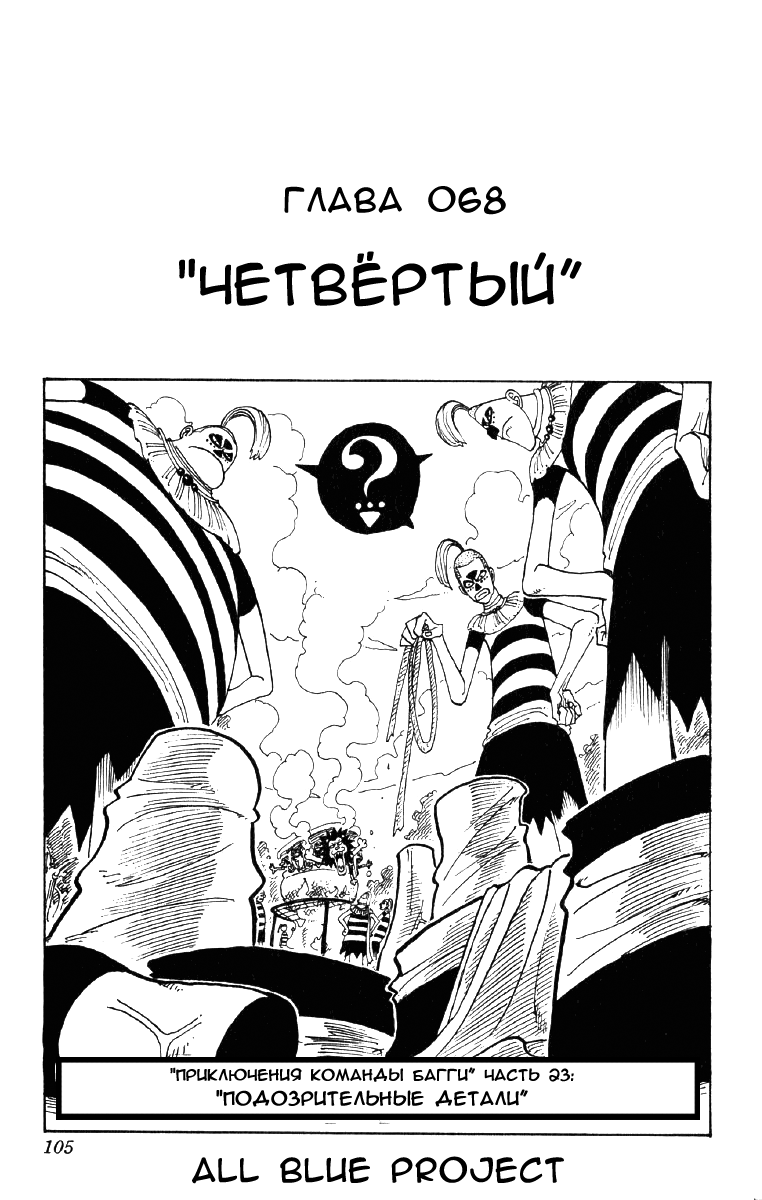 ГЛАВА 068
"ЧЕТВЁРТЫЙ"
?
"ПРИКЛЮЧЕНИЯ КОМАНДЫ БАГГИ" ЧАСТЬ 23:
"ПОДОЗРИТЕЛЬНЫЕ ДЕТАЛИ"
105
ALL BLUE PROJECT